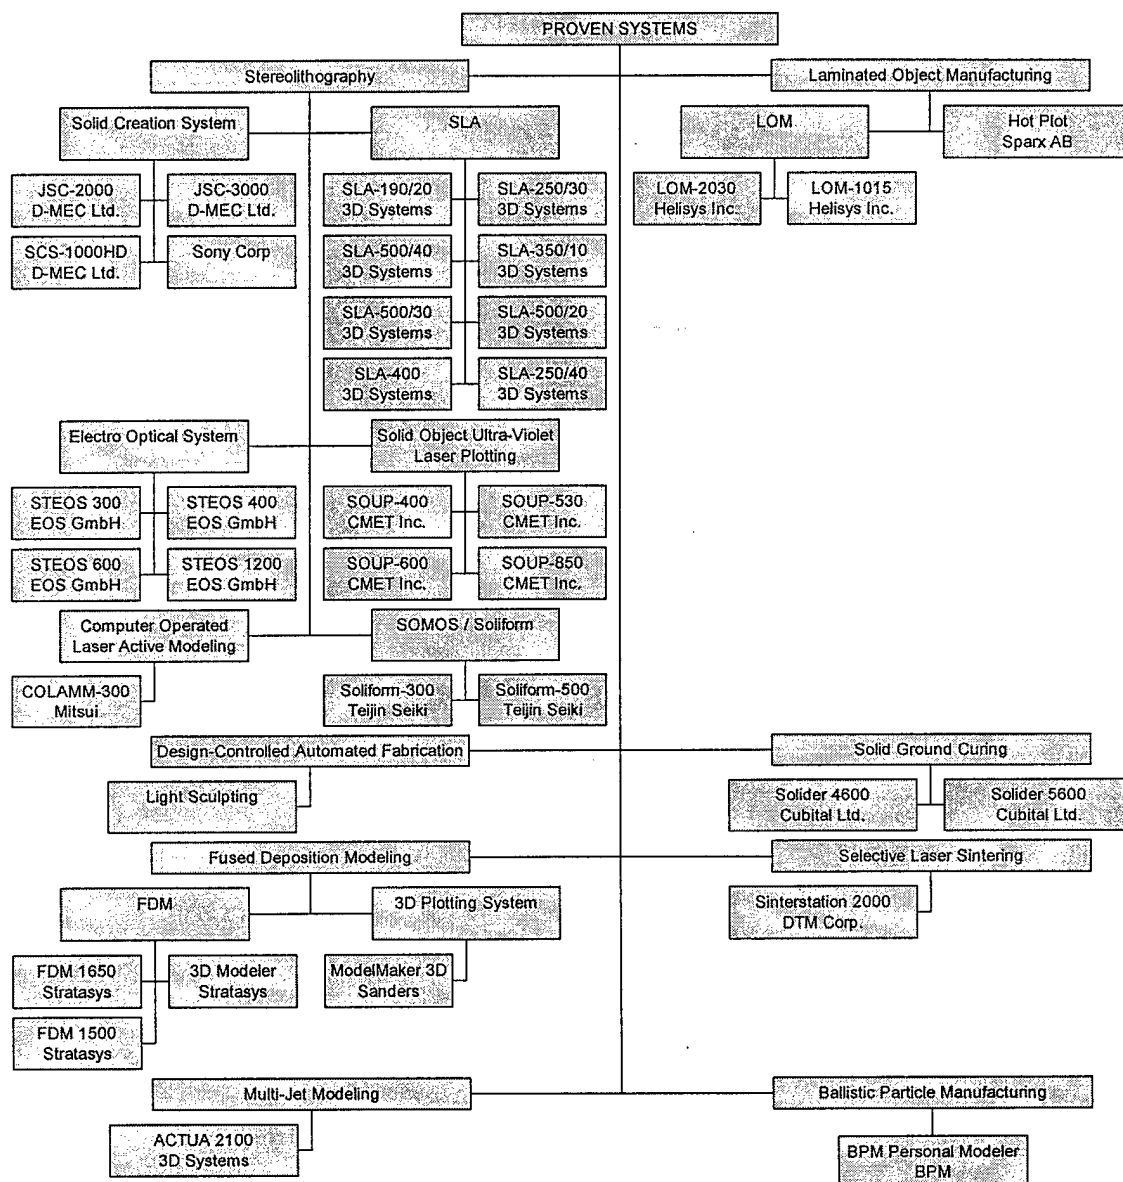 PROVEN SYSTEMS
Stereolithography
Laminated Object Manufacturing
Solid Creation System
SLA
LOM
Hot Plot
Sparx AB
JSC-2000
D-MEC Ltd.
JSC-3000
D-MEC Ltd.
SLA-190/20
3D Systems
SLA-250/30
3D Systems
LOM-2030
Helisys Inc.
LOM-1015
Helisys Inc.
SCS-1000HD
D-MEC Ltd.
Sony Corp
SLA-500/40
3D Systems
SLA-350/10
3D Systems
SLA-500/30
3D Systems
SLA-500/20
3D Systems
SLA-400
3D Systems
SLA-250/40
3D Systems
Electro Optical System
Solid Object Ultra-Violet
Laser Plotting
STEOS 300
EOS GmbH
STEOS 400
EOS GmbH
SOUP-400
CMET Inc.
SOUP-530
CMET Inc.
STEOS 600
EOS GmbH
STEOS 1200
EOS GmbH
SOUP-600
CMET Inc.
SOUP-850
CMET Inc.
Computer Operated
Laser Active Modeling
SOMOS / Soliform
COLAMM-300
Mitsui
Soliform-300
Teijin Seiki
Soliform-500
Teijin Seiki
Design-Controlled Automated Fabrication
Solid Ground Curing
Light Sculpting
Solider 4600
Cubital Ltd.
Solider 5600
Cubital Ltd.
Fused Deposition Modeling
Selective Laser Sintering
FDM
3D Plotting System
Sinterstation 2000
DTM Corp.
FDM 1650
Stratasys
3D Modeler
Stratasys
ModelMaker 3D
Sanders
FDM 1500
Stratasys
Multi-Jet Modeling
Ballistic Particle Manufacturing
ACTUA 2100
3D Systems
BPM Personal Modeler
BPM